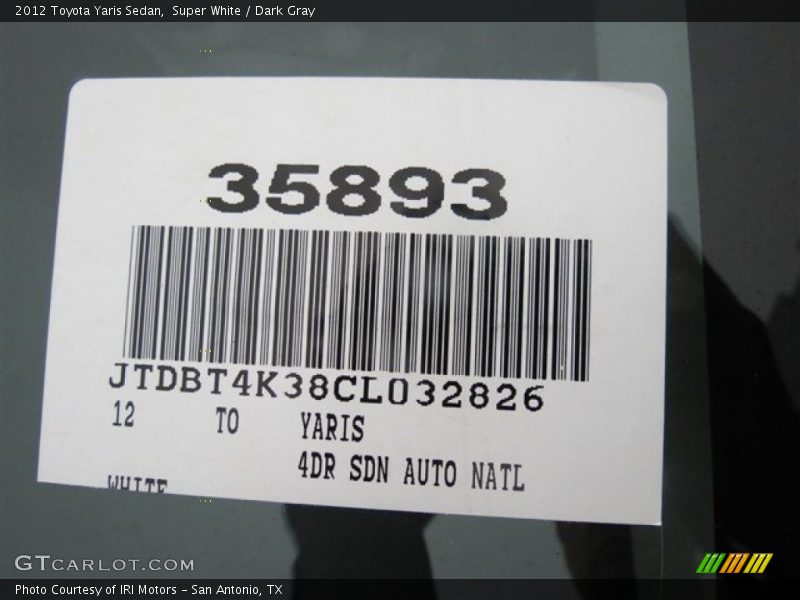 2012 Toyota Yaris Sedan,  Super White / Dark Gray
35893
JTDBT4K38CL032826
12 TO YARIS
4DR SDN AUTO NATL
WHITE
GTCARLOT.COM
Photo Courtesy of IRI Motors – San Antonio, TX